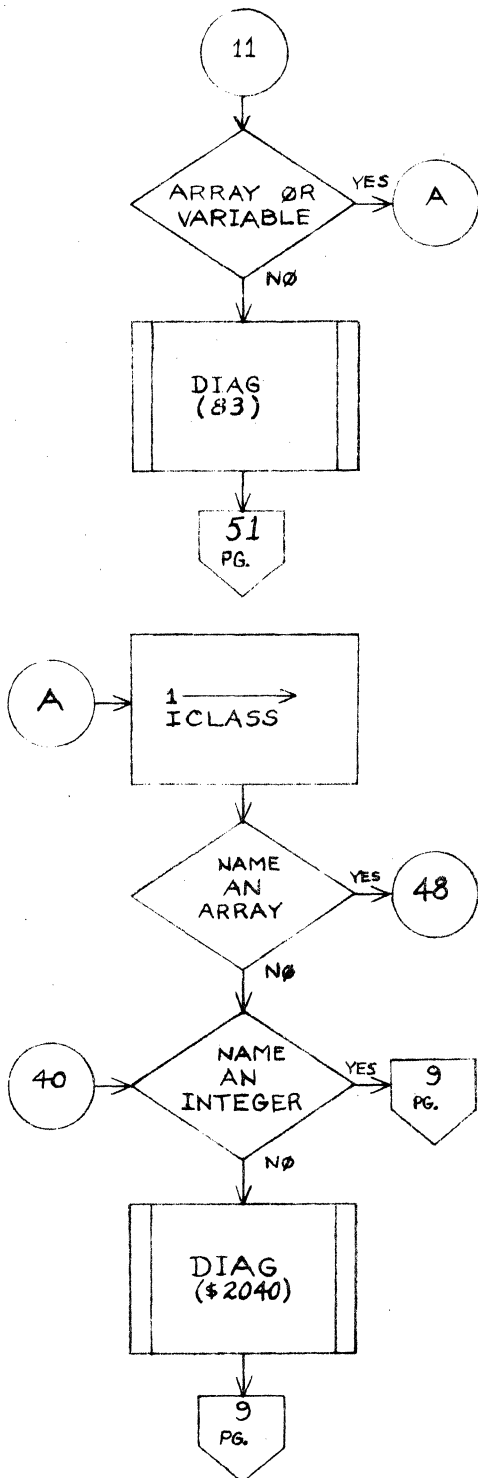 11
ARRAY ØR
VARIABLE
YES
A
NØ
DIAG
(83)
51
PG.
A
1
ICLASS
NAME
AN
ARRAY
YES
48
NØ
40
NAME
AN
INTEGER
YES
9
PG.
NØ
DIAG
($2040)
9
PG.